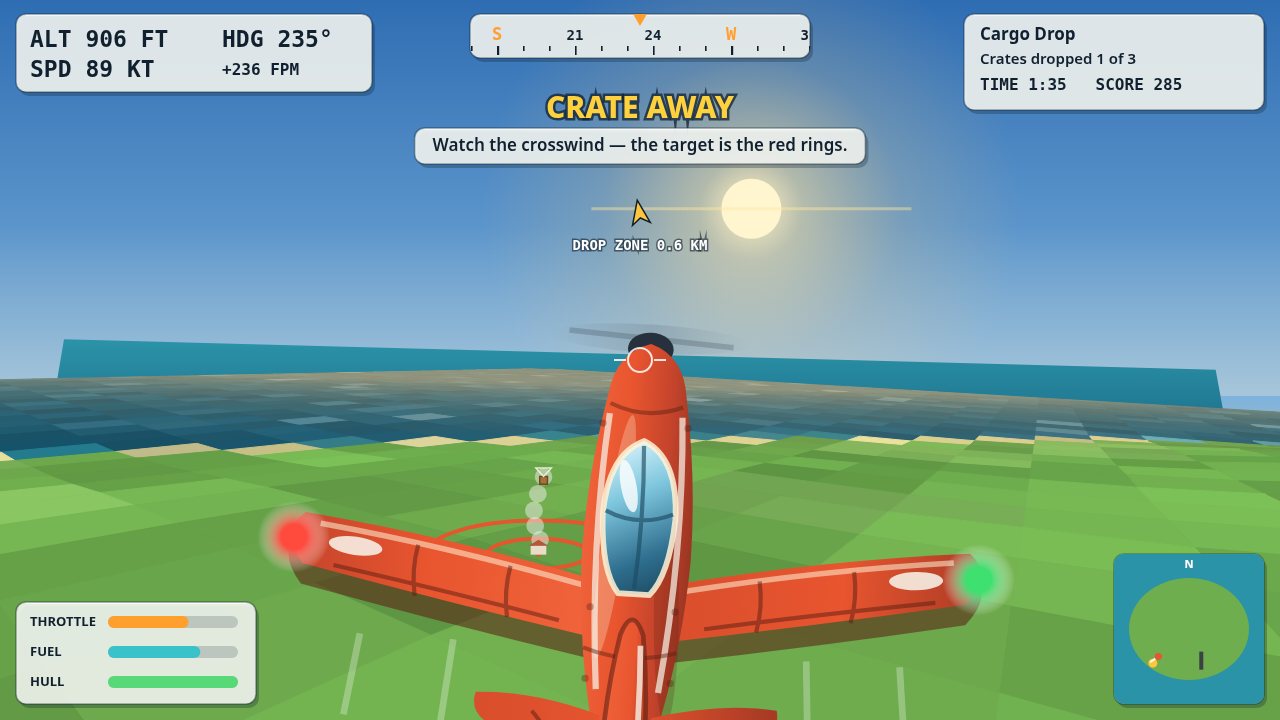 ALT 906 FT
HDG 235°
SPD 89 KT
+236 FPM
S 21 24 W 3
Cargo Drop
Crates dropped 1 of 3
TIME 1:35 SCORE 285
CRATE AWAY
Watch the crosswind — the target is the red rings.
DROP ZONE 0.6 KM
THROTTLE
FUEL
HULL
N